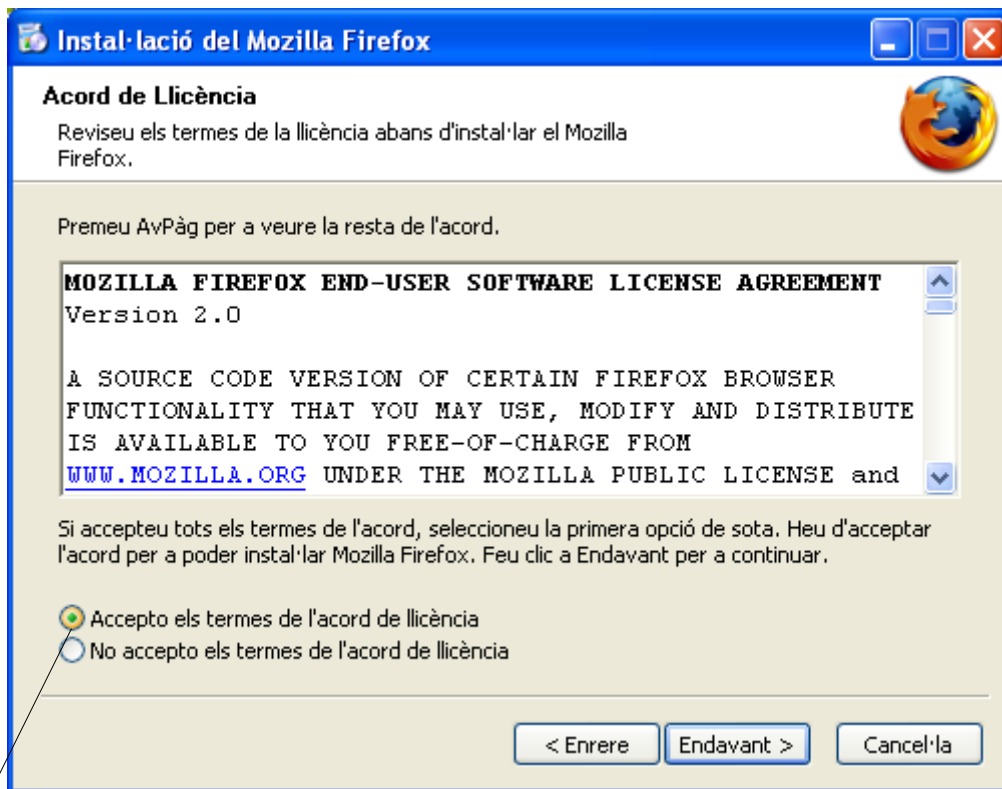 Instal·lació del Mozilla Firefox
Acord de Llicència
Reviseu els termes de la llicència abans d'instal·lar el Mozilla
Firefox.
Premeu AvPàg per a veure la resta de l'acord.
MOZILLA FIREFOX END-USER SOFTWARE LICENSE AGREEMENT
Version 2.0
A SOURCE CODE VERSION OF CERTAIN FIREFOX BROWSER
FUNCTIONALITY THAT YOU MAY USE, MODIFY AND DISTRIBUTE
IS AVAILABLE TO YOU FREE-OF-CHARGE FROM
WWW.MOZILLA.ORG UNDER THE MOZILLA PUBLIC LICENSE and
Si accepteu tots els termes de l'acord, seleccioneu la primera opció de sota. Heu d'acceptar
l'acord per a poder instal·lar Mozilla Firefox. Feu clic a Endavant per a continuar.
Accepto els termes de l'acord de llicència
No accepto els termes de l'acord de llicència
< Enrere Endavant > Cancel·la